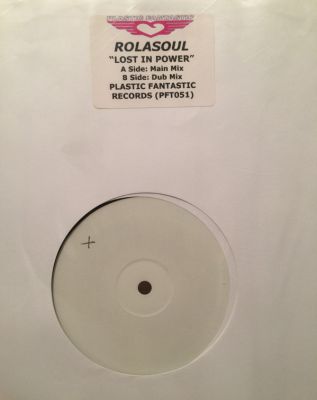 PLASTIC FANTASTIC
ROLASOUL
"LOST IN POWER"
A Side: Main Mix
B Side: Dub Mix
PLASTIC FANTASTIC
RECORDS (PFT051)
+